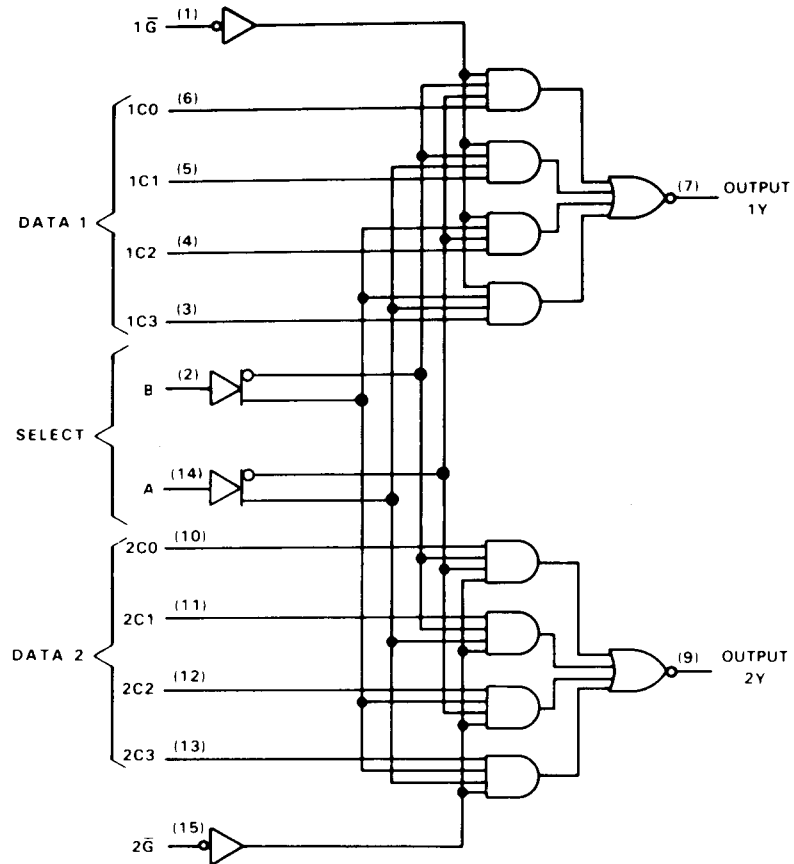 1G̅ (1)
1C0 (6)
1C1 (5)
(7) OUTPUT
1Y
DATA 1
1C2 (4)
1C3 (3)
B (2)
SELECT
A (14)
2C0 (10)
2C1 (11)
DATA 2
(9) OUTPUT
2Y
2C2 (12)
2C3 (13)
2G̅ (15)